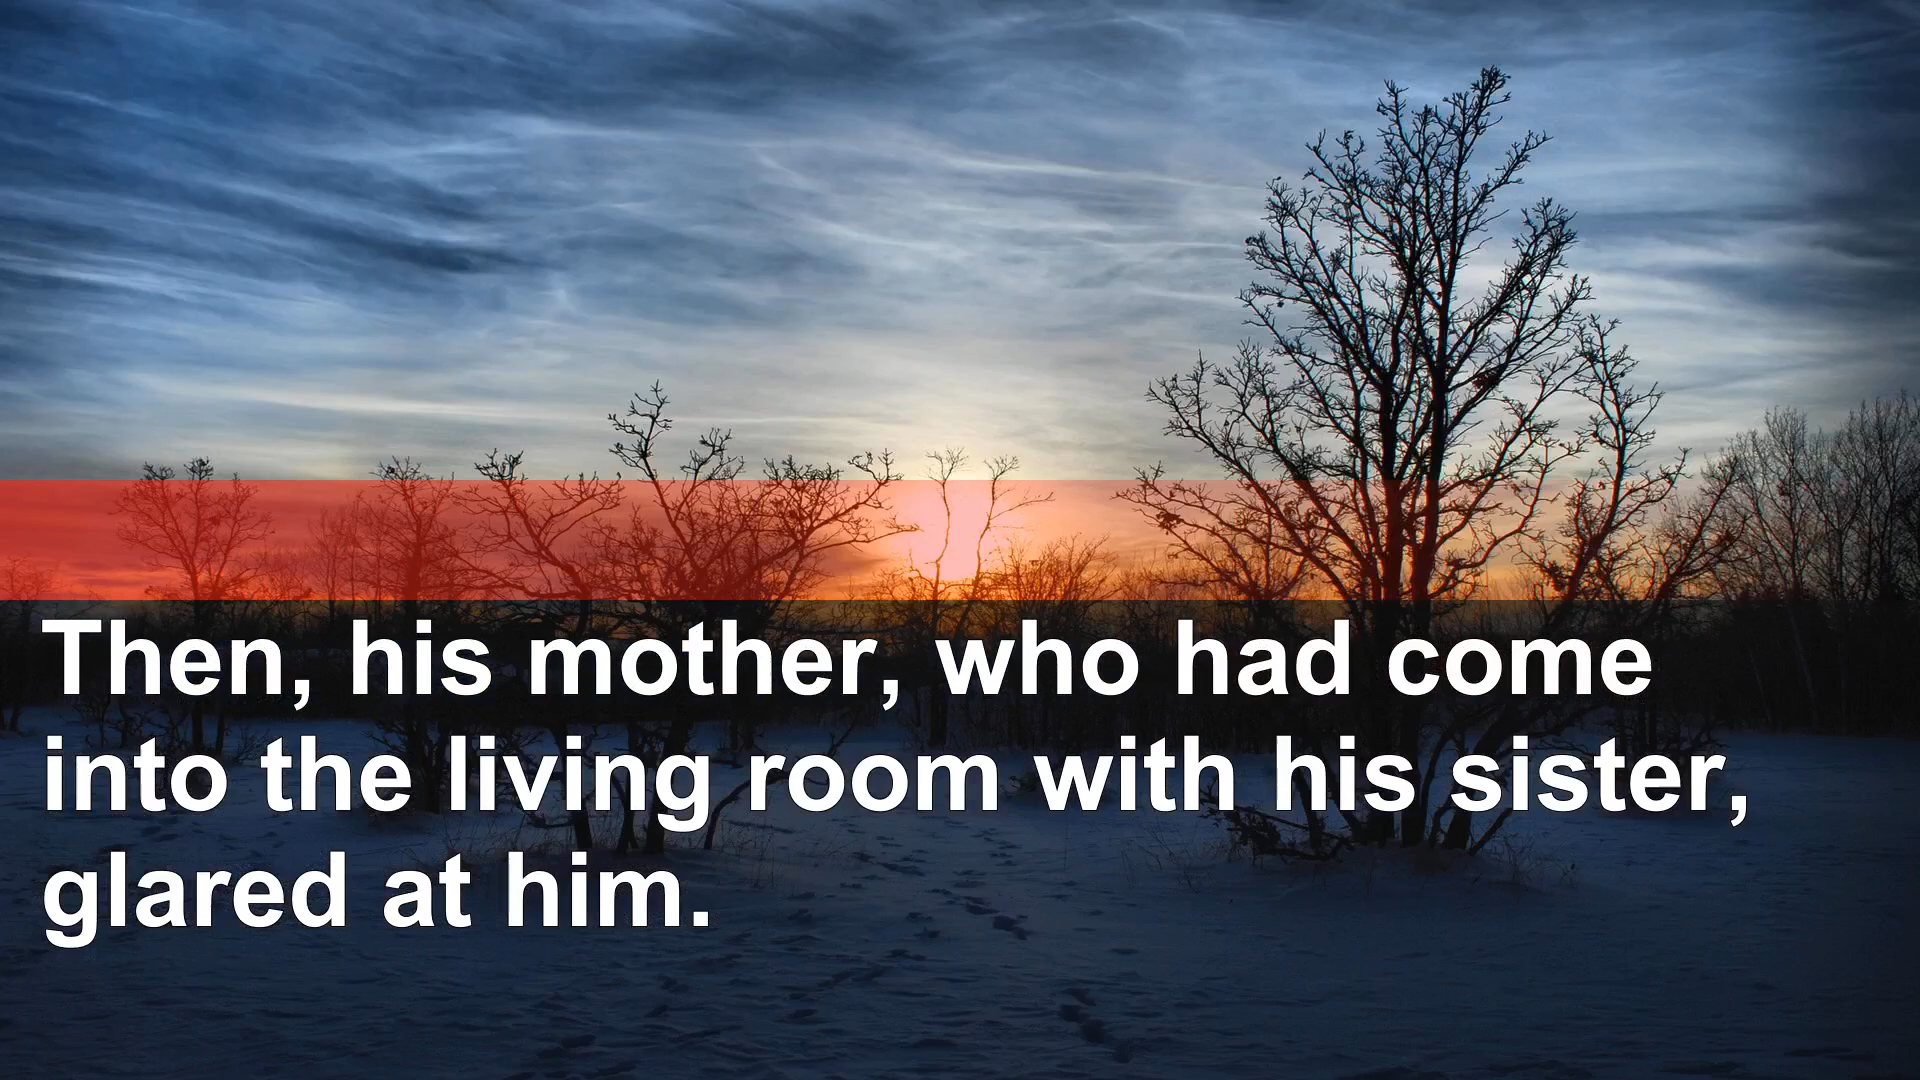 Then, his mother, who had come
into the living room with his sister,
glared at him.